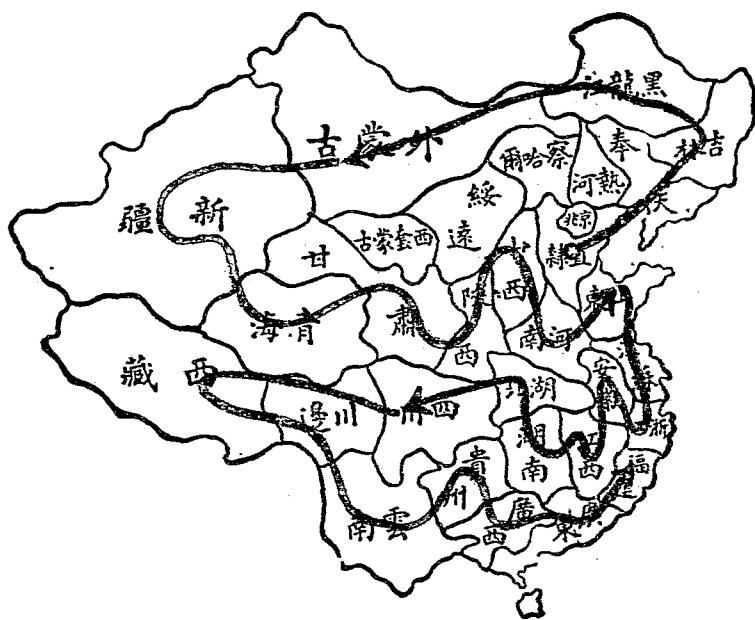 黑龍江
吉林
奉天
外蒙古
察哈爾
熱河
綏遠
京兆
直隸
新疆
西套蒙古
甘肅
山西
陝西
山東
青海
河南
江蘇
西藏
川邊
四川
湖北
安徽
浙江
湖南
江西
福建
貴州
雲南
廣西
廣東